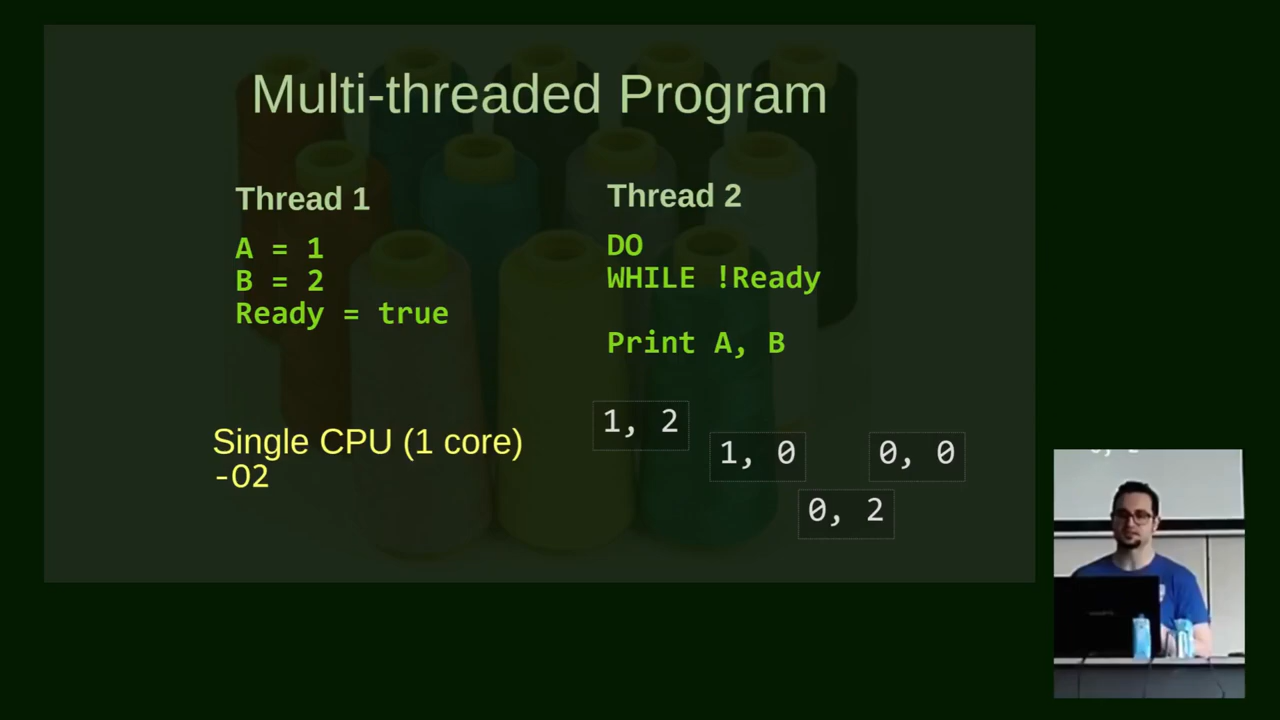 Multi-threaded Program
Thread 1
A = 1
B = 2
Ready = true
Thread 2
DO
WHILE !Ready
Print A, B
Single CPU (1 core)
-O2
1, 2
1, 0
0, 0
0, 2